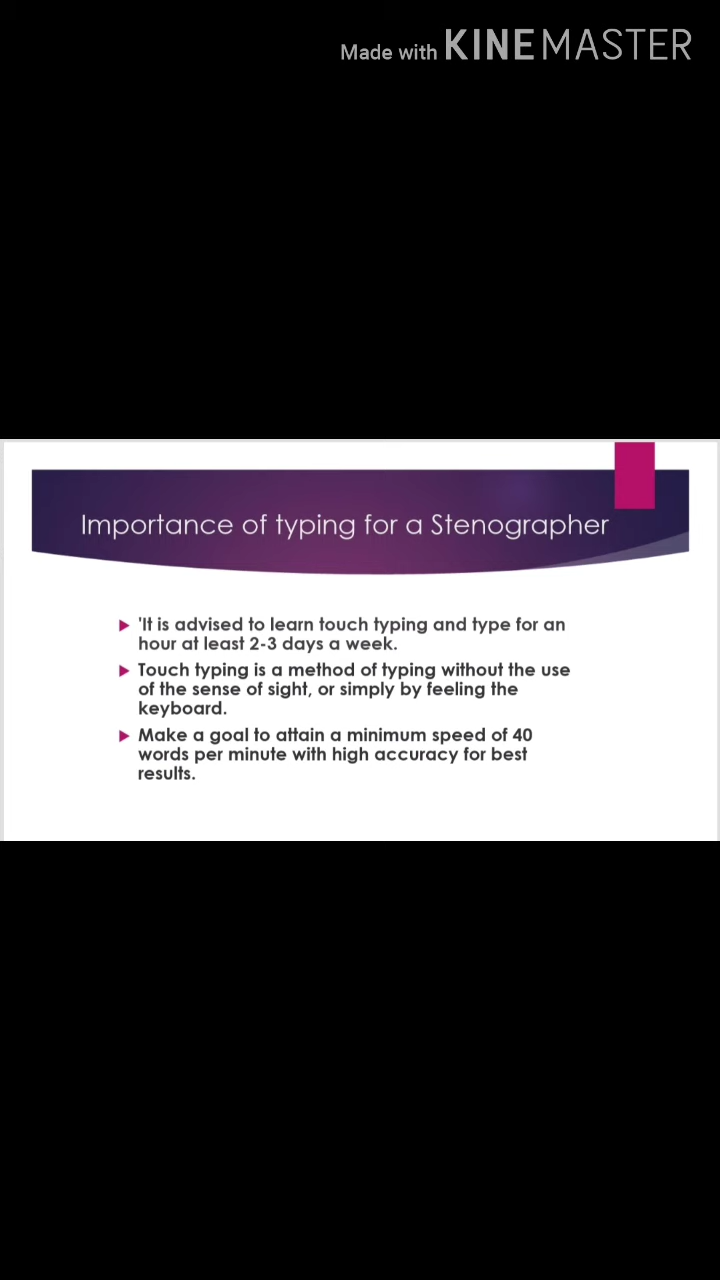 Made with KINEMASTER
Importance of typing for a Stenographer
'It is advised to learn touch typing and type for an
hour at least 2-3 days a week.
Touch typing is a method of typing without the use
of the sense of sight, or simply by feeling the
keyboard.
Make a goal to attain a minimum speed of 40
words per minute with high accuracy for best
results.